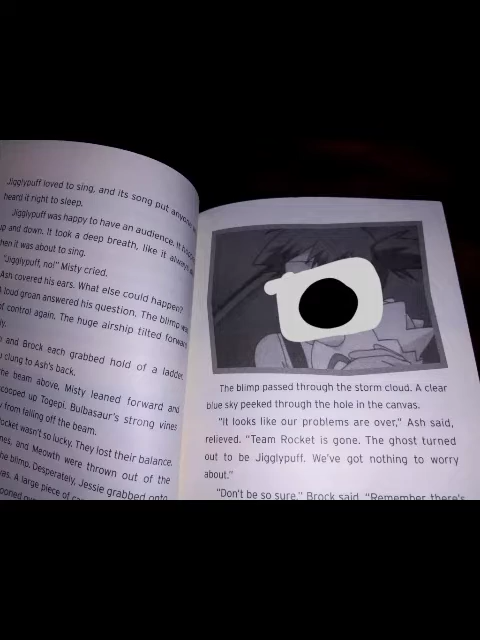 Jigglypuff loved to sing, and its song put
heard it right to sleep.
Jigglypuff was happy to have an audience. It
up and down. It took a deep breath, like it always
when it was about to sing.
"Jigglypuff, no!" Misty cried.
Ash covered his ears. What else could happen?
loud groan answered his question. The blimp was
of control again. The huge airship tilted forward
and Brock each grabbed hold of a ladder.
clung to Ash's back.
the beam above, Misty leaned forward and
scooped up Togepi. Bulbasaur's strong vines
from falling off the beam.
Rocket wasn't so lucky. They lost their balance.
and Meowth were thrown out of the
the blimp. Desperately, Jessie grabbed onto
A large piece of
The blimp passed through the storm cloud. A clear
blue sky peeked through the hole in the canvas.
"It looks like our problems are over," Ash said,
relieved. "Team Rocket is gone. The ghost turned
out to be Jigglypuff. We've got nothing to worry
about."
"Don't be so sure," Brock said. "Remember, there's